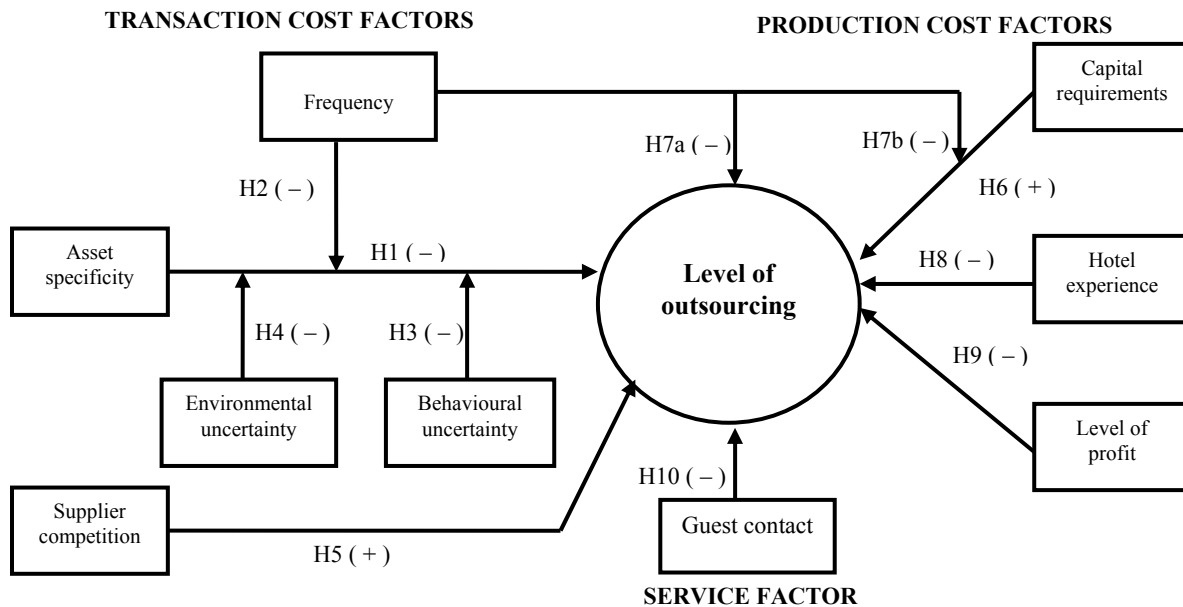 TRANSACTION COST FACTORS
PRODUCTION COST FACTORS
Frequency
Capital
requirements
H7a ( – )
H7b ( – )
H2 ( – )
H6 ( + )
Asset
specificity
H1 ( – )
Level of
outsourcing
H8 ( – )
Hotel
experience
H4 ( – )
H3 ( – )
H9 ( – )
Environmental
uncertainty
Behavioural
uncertainty
Level of
profit
H10 ( – )
Supplier
competition
Guest contact
H5 ( + )
SERVICE FACTOR